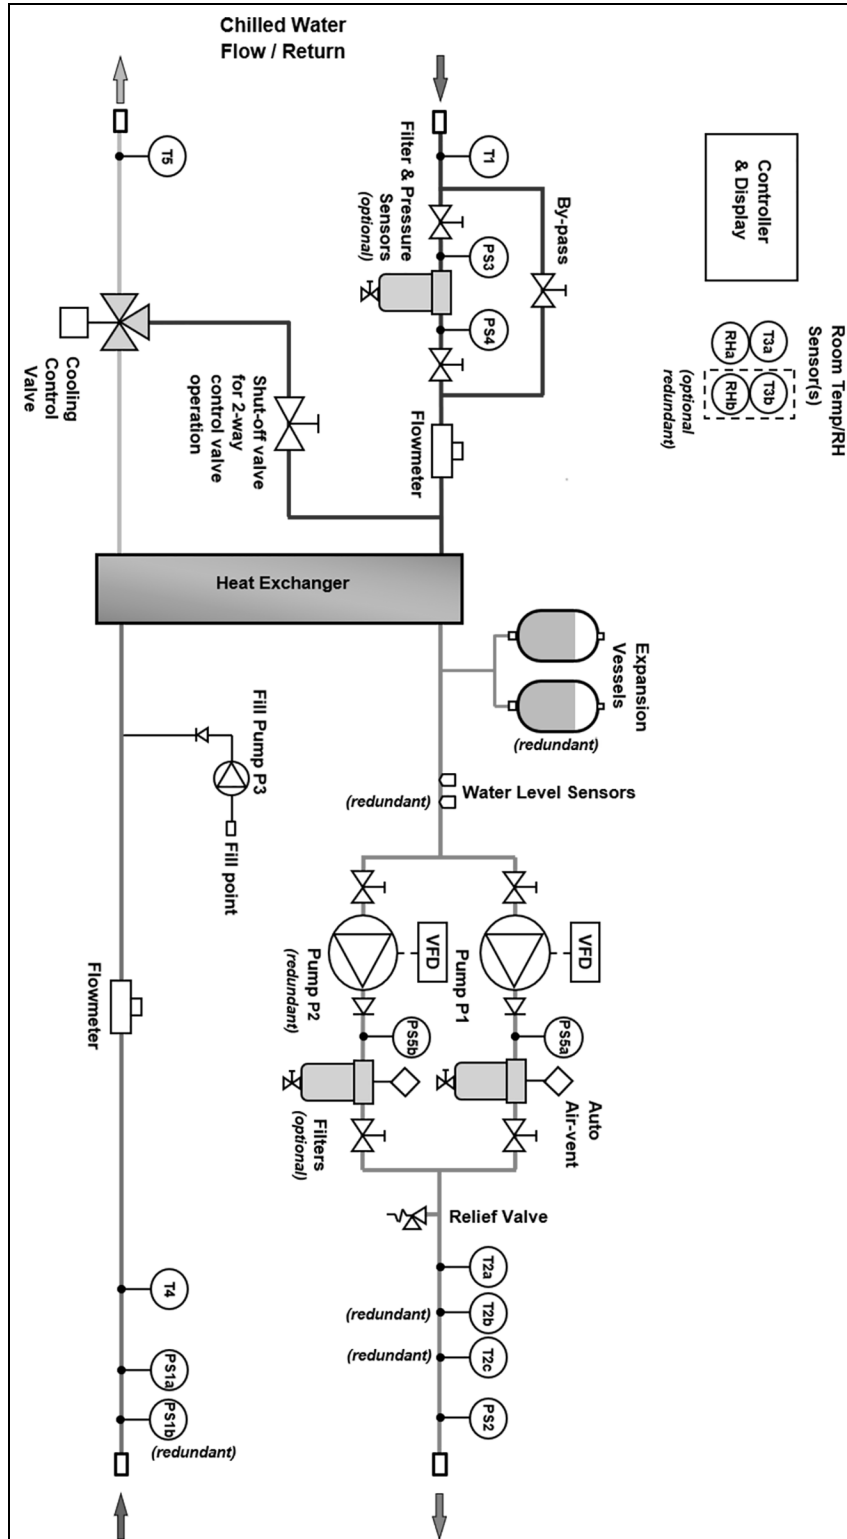 Chilled Water
Flow / Return
T5
T1
Filter & Pressure
Sensors
(optional)
PS3
PS4
By-pass
Controller
& Display
Room Temp/RH
Sensor(s)
T3a
RHa
T3b
RHb
(optional
redundant)
Cooling
Control
Valve
Shut-off valve
for 2-way
control valve
operation
Flowmeter
Heat Exchanger
Expansion
Vessels
(redundant)
Water Level Sensors
(redundant)
Fill Pump P3
Fill point
VFD
Pump P2
(redundant)
VFD
Pump P1
PS5b
PS5a
Filters
(optional)
Auto
Air-vent
Flowmeter
Relief Valve
T4
T2a
T2b
(redundant)
T2c
(redundant)
PS1a
PS1b
(redundant)
PS2